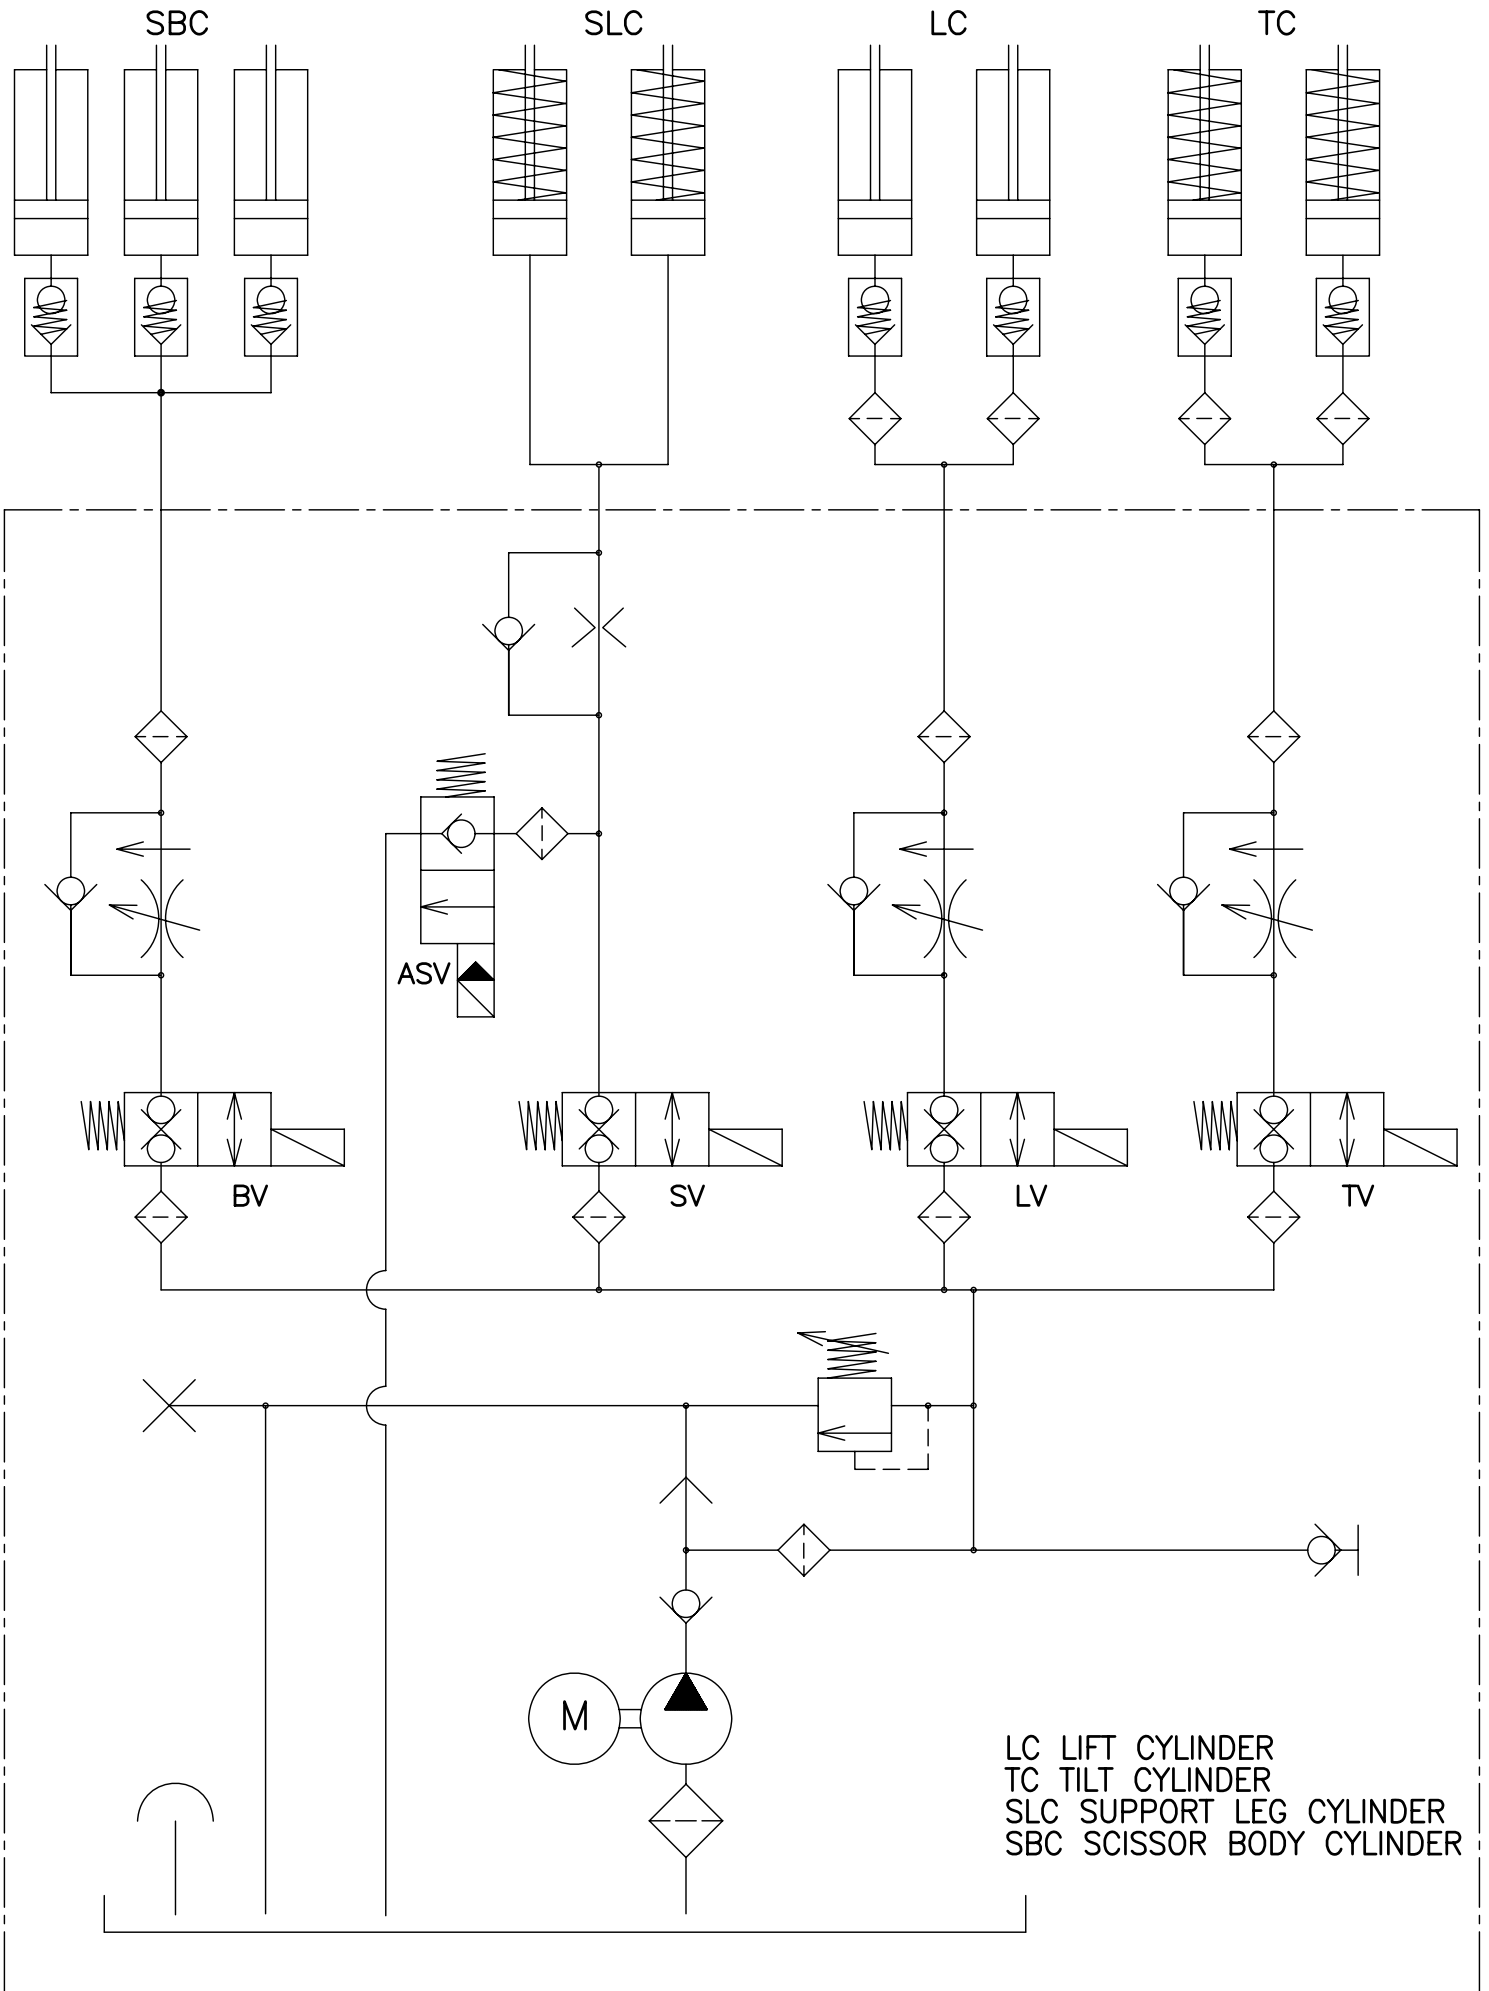 SBC
SLC
LC
TC
ASV
BV
SV
LV
TV
M
LC LIFT CYLINDER
TC TILT CYLINDER
SLC SUPPORT LEG CYLINDER
SBC SCISSOR BODY CYLINDER